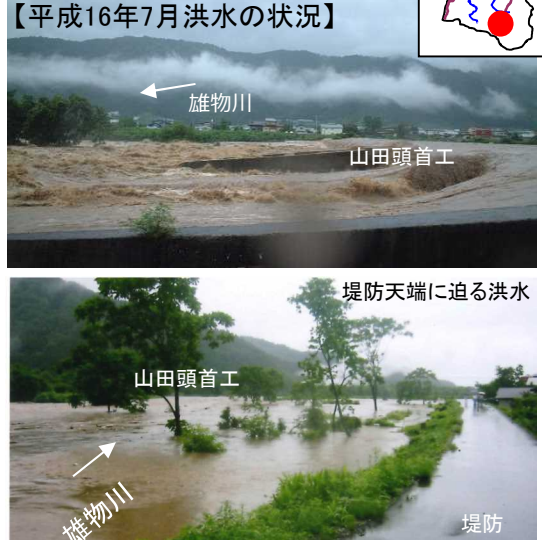 【平成16年7月洪水の状況】
雄物川
山田頭首工
堤防天端に迫る洪水
山田頭首工
雄物川
堤防